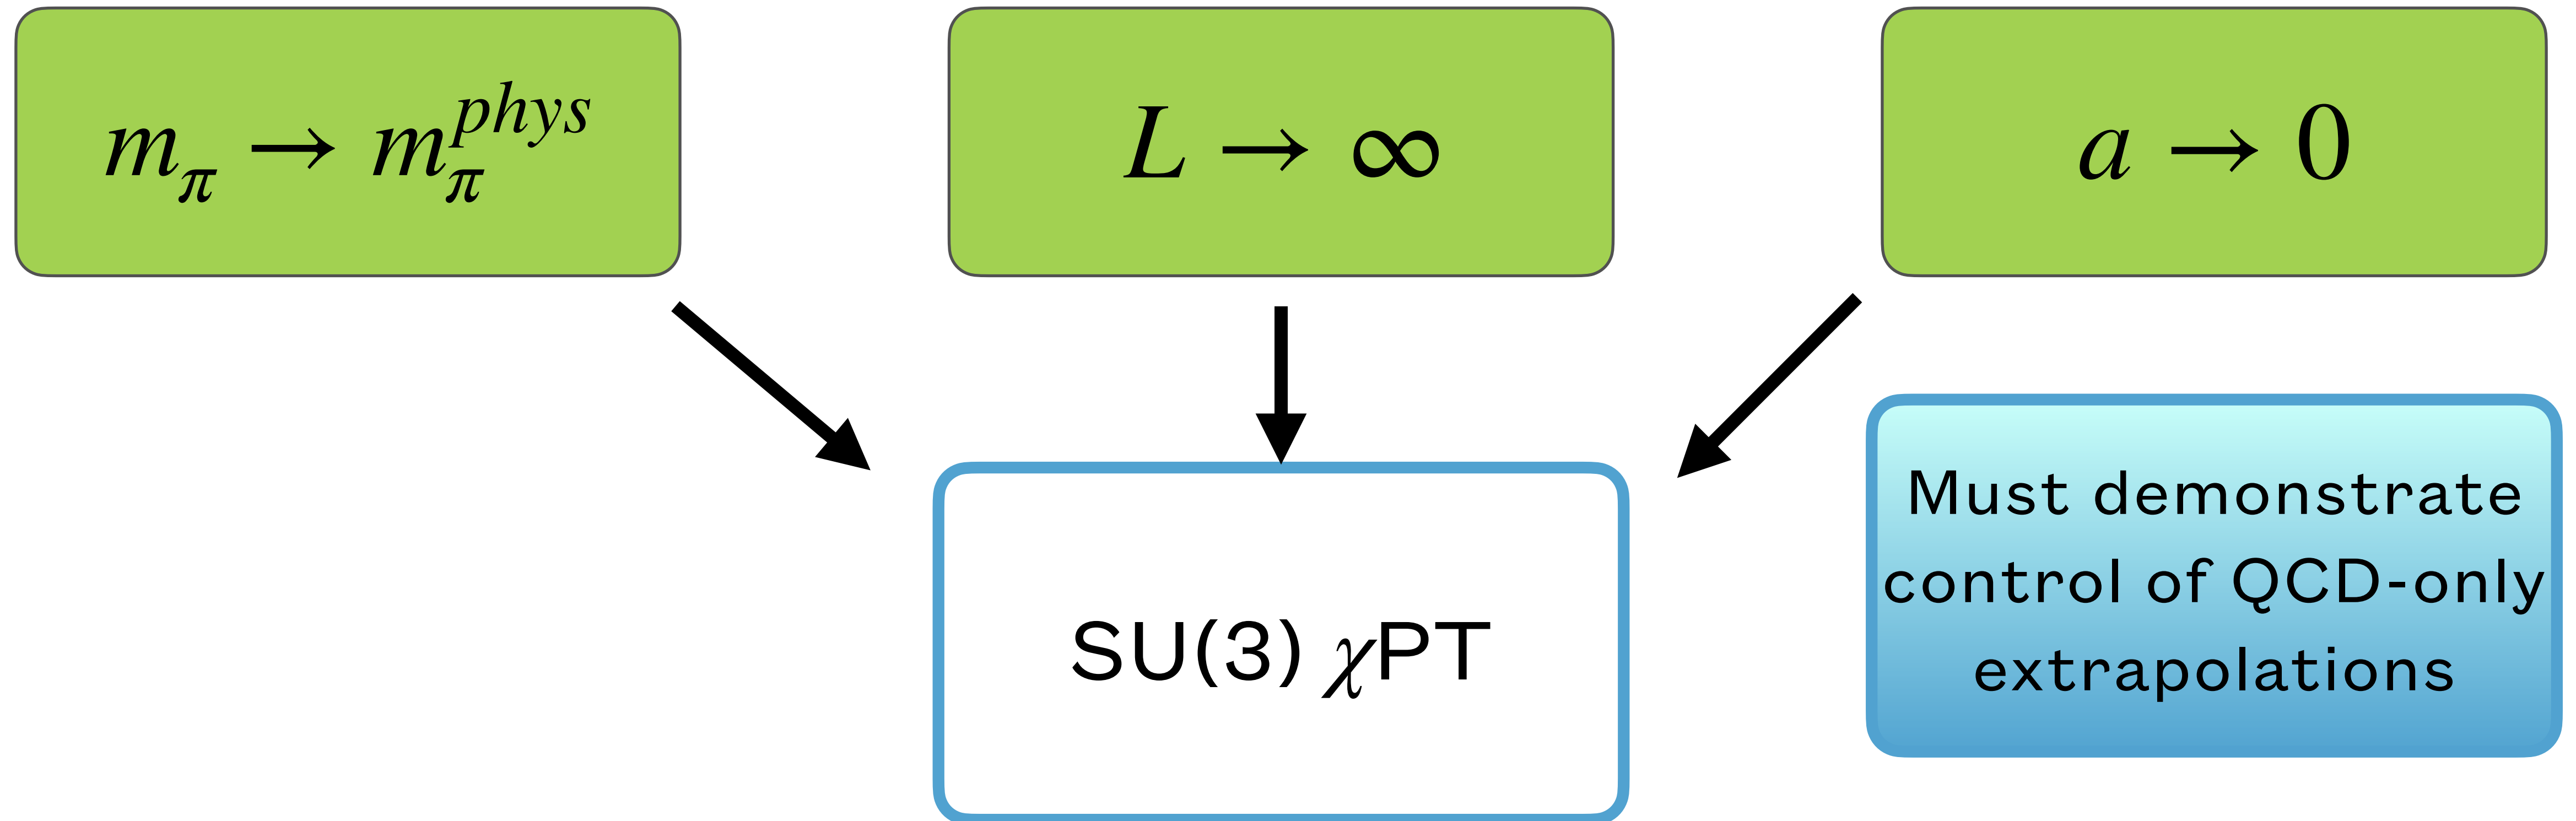 m_π → m_π^phys
L → ∞
a → 0
Must demonstrate
control of QCD-only
extrapolations
SU(3) χPT